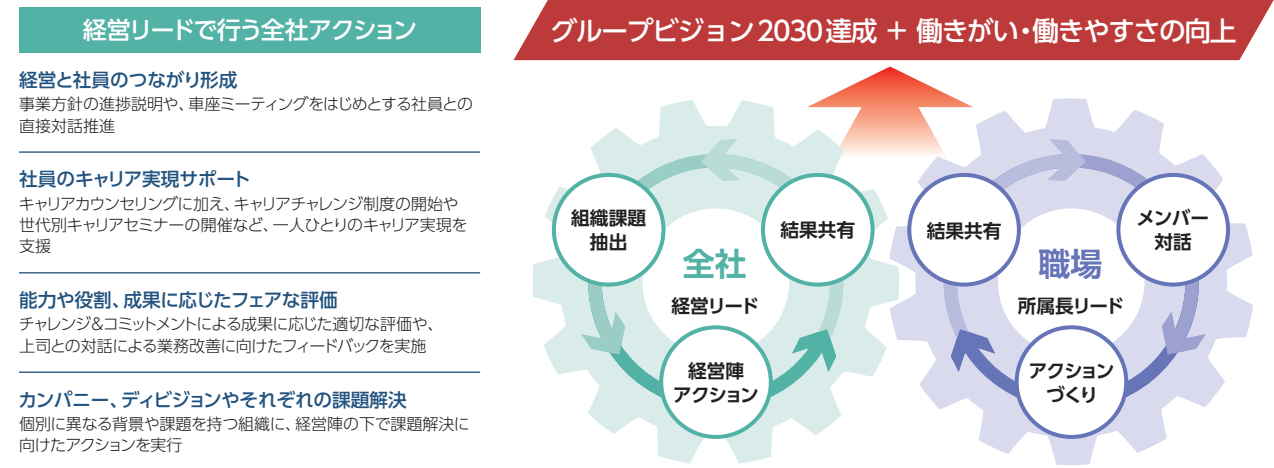 経営リードで行う全社アクション
経営と社員のつながり形成
事業方針の進捗説明や、車座ミーティングをはじめとする社員との
直接対話推進
社員のキャリア実現サポート
キャリアカウンセリングに加え、キャリアチャレンジ制度の開始や
世代別キャリアセミナーの開催など、一人ひとりのキャリア実現を
支援
能力や役割、成果に応じたフェアな評価
チャレンジ&コミットメントによる成果に応じた適切な評価や、
上司との対話による業務改善に向けたフィードバックを実施
カンパニー、ディビジョンやそれぞれの課題解決
個別に異なる背景や課題を持つ組織に、経営陣の下で課題解決に
向けたアクションを実行
グループビジョン2030達成 + 働きがい・働きやすさの向上
組織課題
抽出
結果共有
全社
経営リード
経営陣
アクション
結果共有
メンバー
対話
職場
所属長リード
アクション
づくり